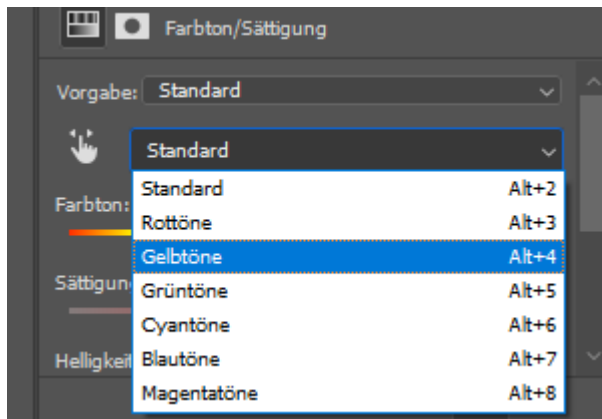 Farbton/Sättigung
Vorgabe: Standard
Standard
Standard Alt+2
Farbton:
Rottöne Alt+3
Gelbtöne Alt+4
Sättigun
Grüntöne Alt+5
Cyantöne Alt+6
Helligkeit
Blautöne Alt+7
Magentatöne Alt+8